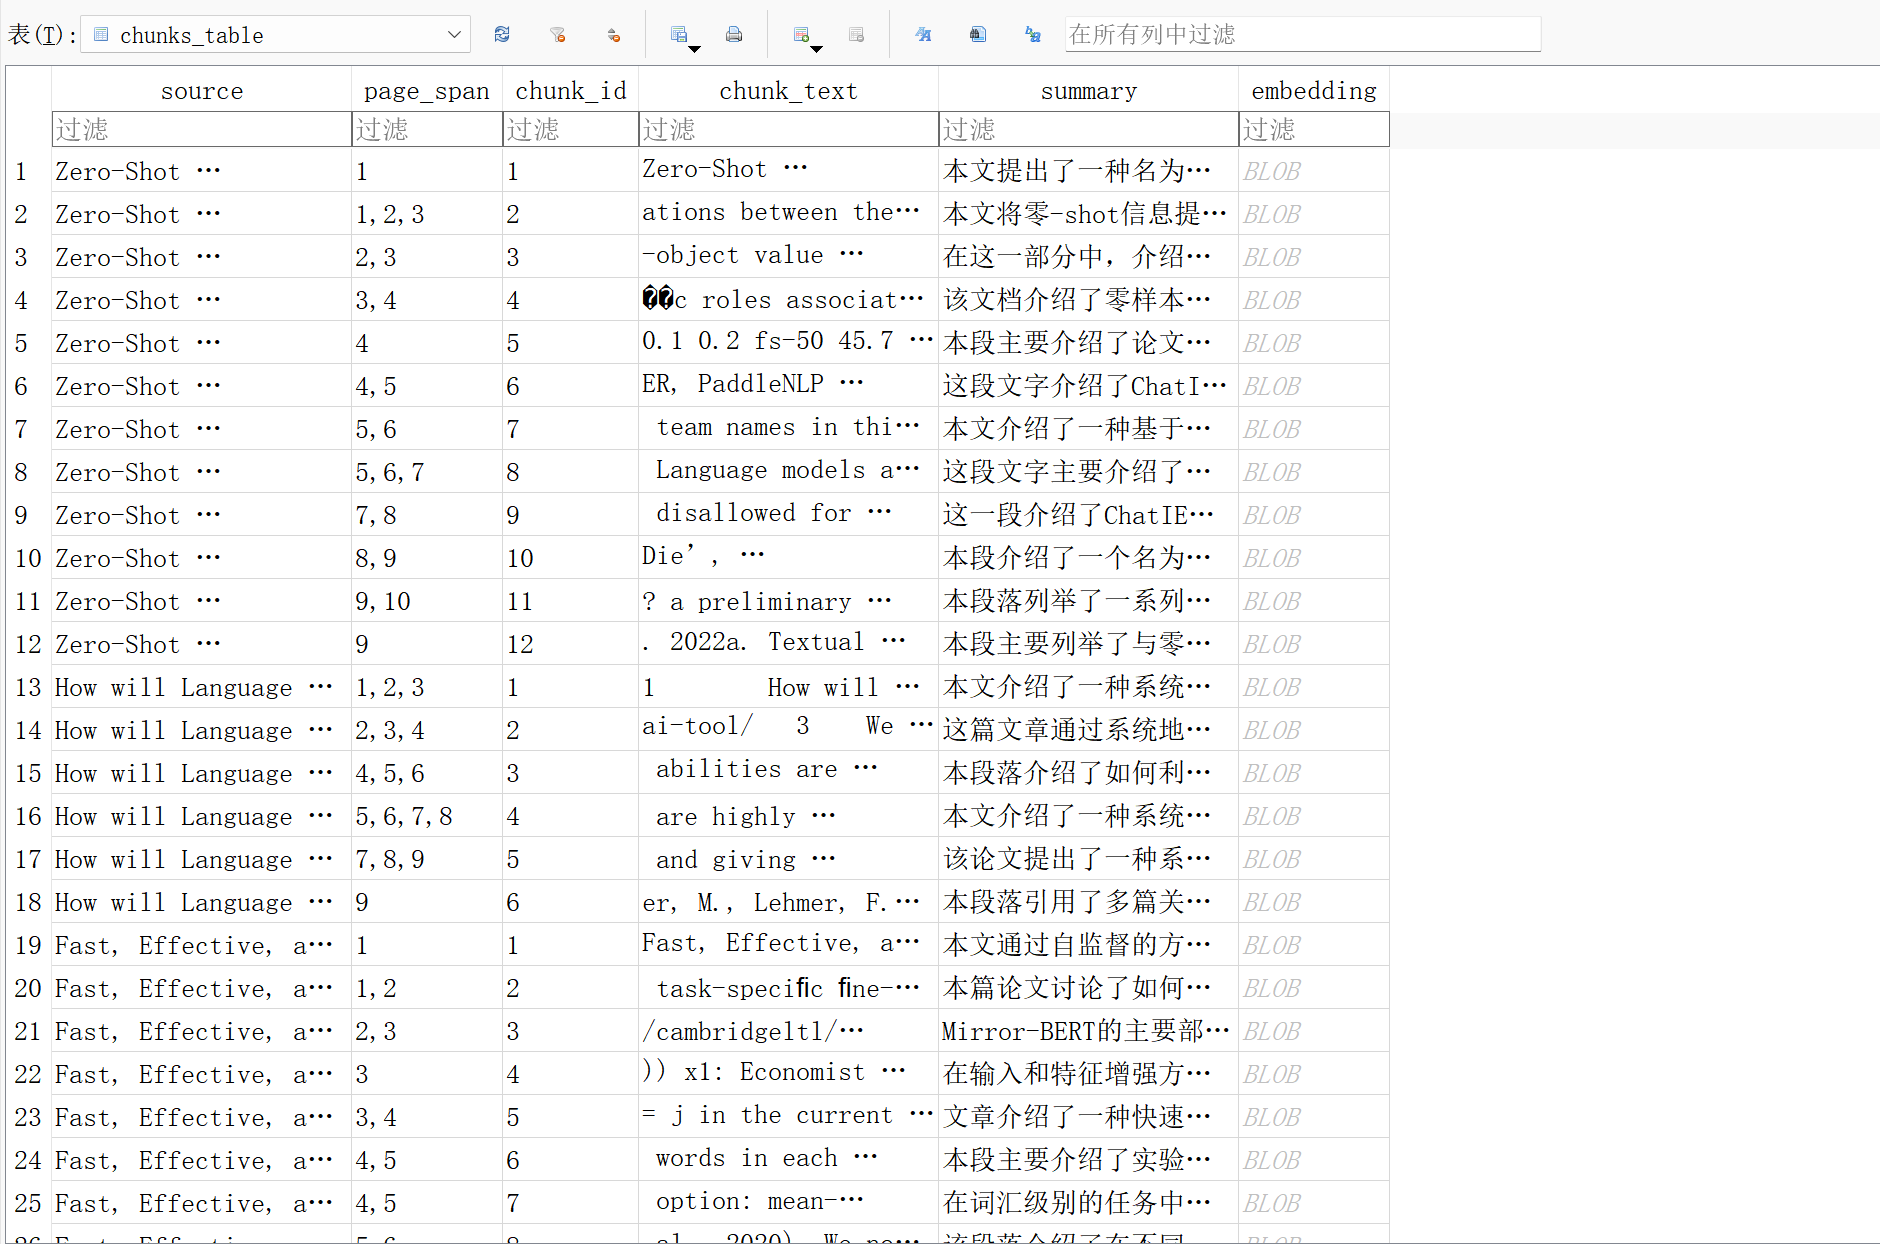 表(T): chunks_table 在所有列中过滤
source page_span chunk_id chunk_text summary embedding
过滤 过滤 过滤 过滤 过滤 过滤
1 Zero-Shot … 1 1 Zero-Shot … 本文提出了一种名为… BLOB
2 Zero-Shot … 1,2,3 2 ations between the… 本文将零-shot信息提… BLOB
3 Zero-Shot … 2,3 3 -object value … 在这一部分中，介绍… BLOB
4 Zero-Shot … 3,4 4 ��c roles associat… 该文档介绍了零样本… BLOB
5 Zero-Shot … 4 5 0.1 0.2 fs-50 45.7 … 本段主要介绍了论文… BLOB
6 Zero-Shot … 4,5 6 ER, PaddleNLP … 这段文字介绍了ChatI… BLOB
7 Zero-Shot … 5,6 7 team names in thi… 本文介绍了一种基于… BLOB
8 Zero-Shot … 5,6,7 8 Language models a… 这段文字主要介绍了… BLOB
9 Zero-Shot … 7,8 9 disallowed for … 这一段介绍了ChatIE… BLOB
10 Zero-Shot … 8,9 10 Die’, … 本段介绍了一个名为… BLOB
11 Zero-Shot … 9,10 11 ? a preliminary … 本段落列举了一系列… BLOB
12 Zero-Shot … 9 12 . 2022a. Textual … 本段主要列举了与零… BLOB
13 How will Language … 1,2,3 1 1 How will … 本文介绍了一种系统… BLOB
14 How will Language … 2,3,4 2 ai-tool/ 3 We … 这篇文章通过系统地… BLOB
15 How will Language … 4,5,6 3 abilities are … 本段落介绍了如何利… BLOB
16 How will Language … 5,6,7,8 4 are highly … 本文介绍了一种系统… BLOB
17 How will Language … 7,8,9 5 and giving … 该论文提出了一种系… BLOB
18 How will Language … 9 6 er, M., Lehmer, F.… 本段落引用了多篇关… BLOB
19 Fast, Effective, a… 1 1 Fast, Effective, a… 本文通过自监督的方… BLOB
20 Fast, Effective, a… 1,2 2 task-speciﬁc ﬁne-… 本篇论文讨论了如何… BLOB
21 Fast, Effective, a… 2,3 3 /cambridgeltl/… Mirror-BERT的主要部… BLOB
22 Fast, Effective, a… 3 4 )) x1: Economist … 在输入和特征增强方… BLOB
23 Fast, Effective, a… 3,4 5 = j in the current … 文章介绍了一种快速… BLOB
24 Fast, Effective, a… 4,5 6 words in each … 本段主要介绍了实验… BLOB
25 Fast, Effective, a… 4,5 7 option: mean-… 在词汇级别的任务中… BLOB